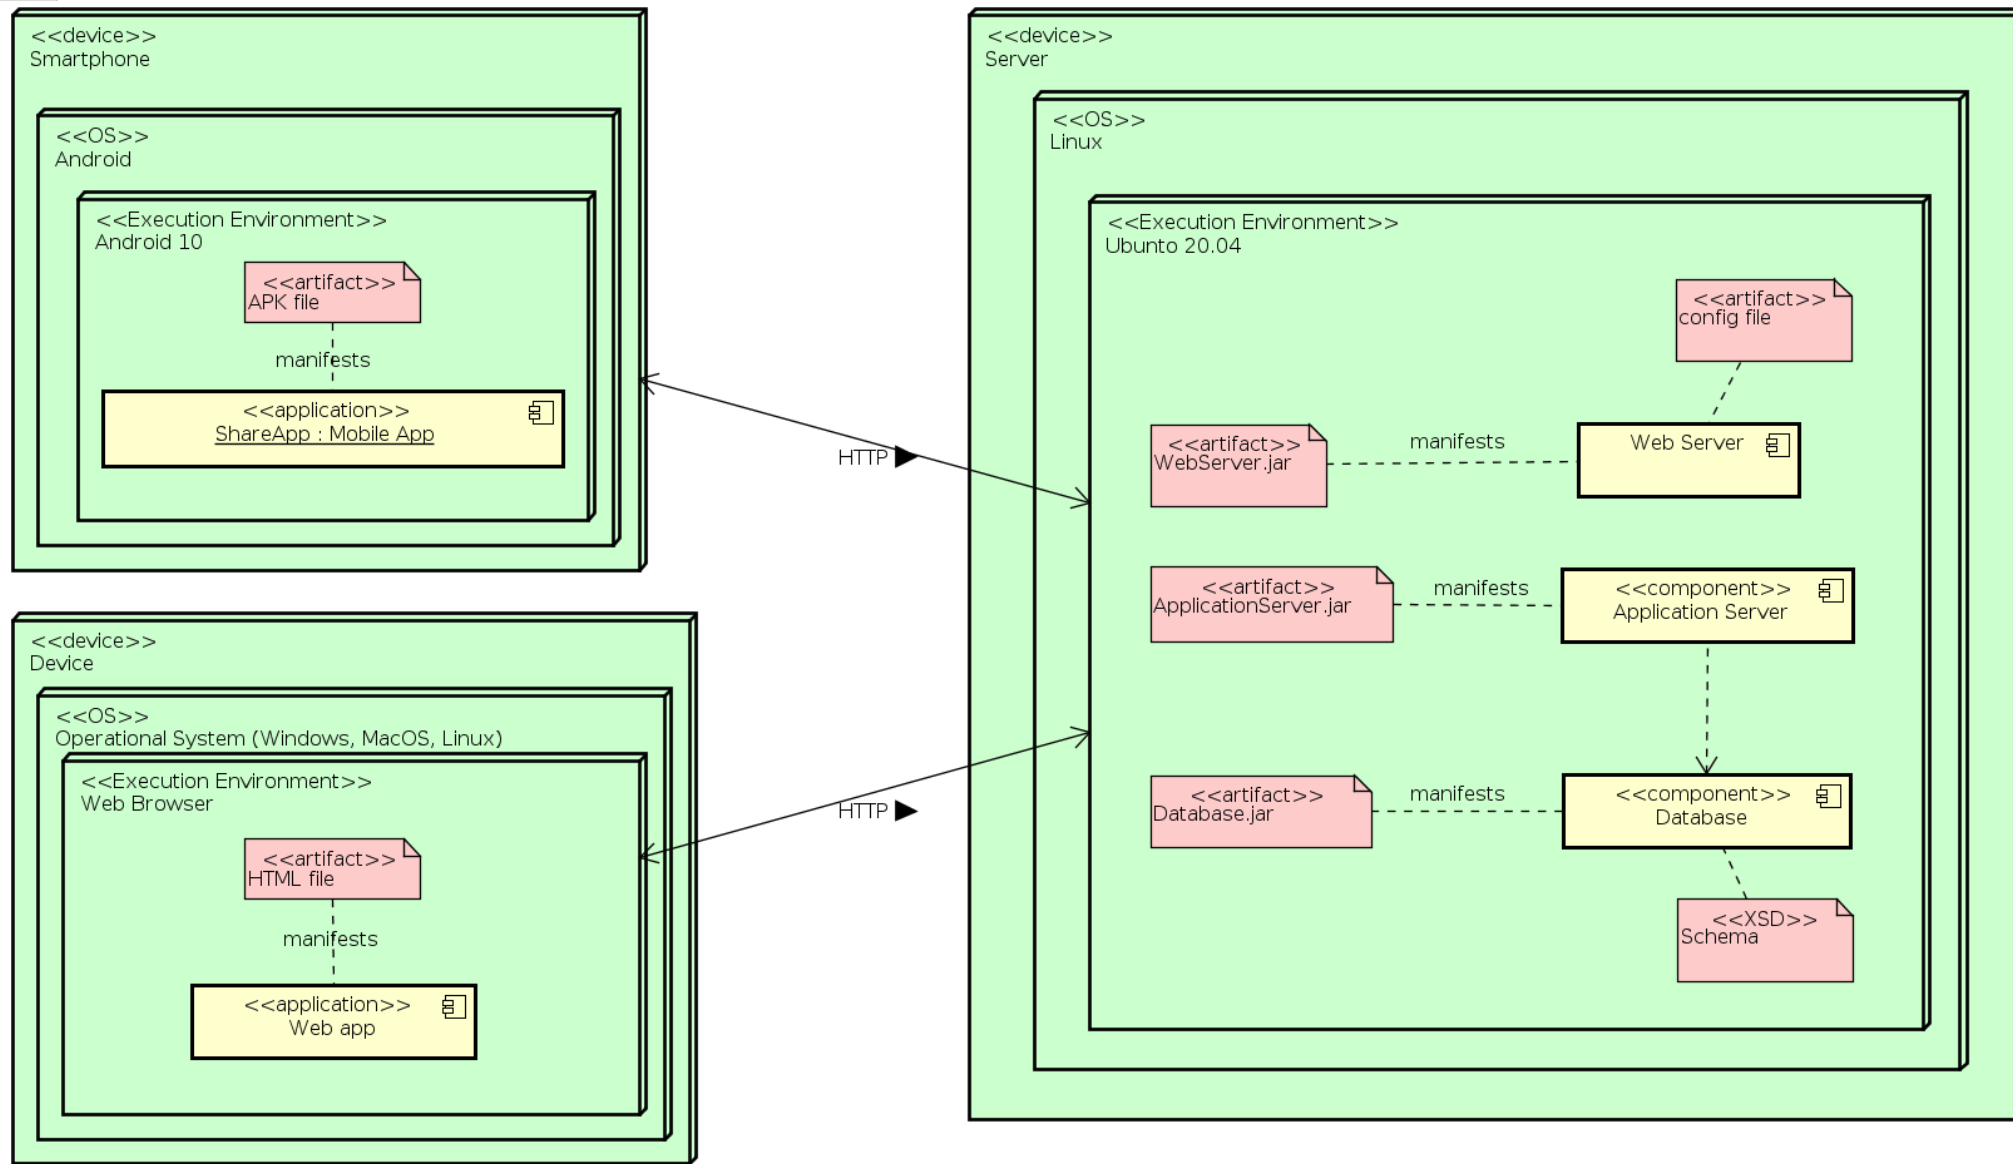 <<device>>
Smartphone
<<OS>>
Android
<<Execution Environment>>
Android 10
<<artifact>>
APK file
manifests
<<application>>
ShareApp : Mobile App
<<device>>
Device
<<OS>>
Operational System (Windows, MacOS, Linux)
<<Execution Environment>>
Web Browser
<<artifact>>
HTML file
manifests
<<application>>
Web app
HTTP ▶
HTTP ▶
<<device>>
Server
<<OS>>
Linux
<<Execution Environment>>
Ubunto 20.04
<<artifact>>
config file
<<artifact>>
WebServer.jar
manifests
Web Server
<<artifact>>
ApplicationServer.jar
manifests
<<component>>
Application Server
<<artifact>>
Database.jar
manifests
<<component>>
Database
<<XSD>>
Schema